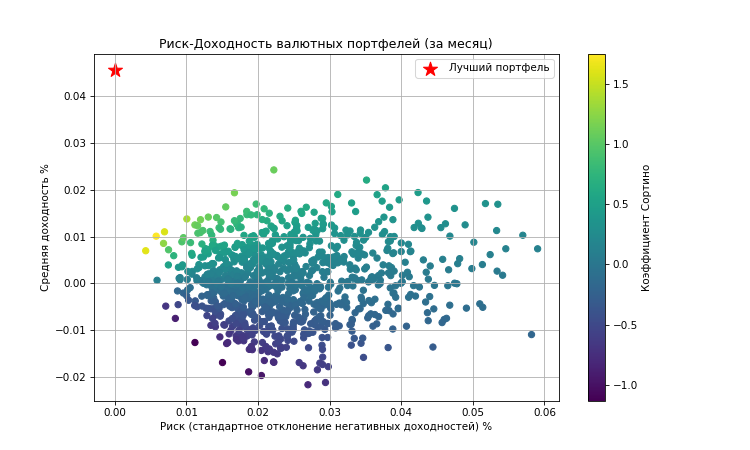 Риск-Доходность валютных портфелей (за месяц)
Лучший портфель
Средняя доходность %
0.04
0.03
0.02
0.01
0.00
−0.01
−0.02
0.00 0.01 0.02 0.03 0.04 0.05 0.06
Риск (стандартное отклонение негативных доходностей) %
1.5
1.0
0.5
0.0
−0.5
−1.0
Коэффициент Сортино